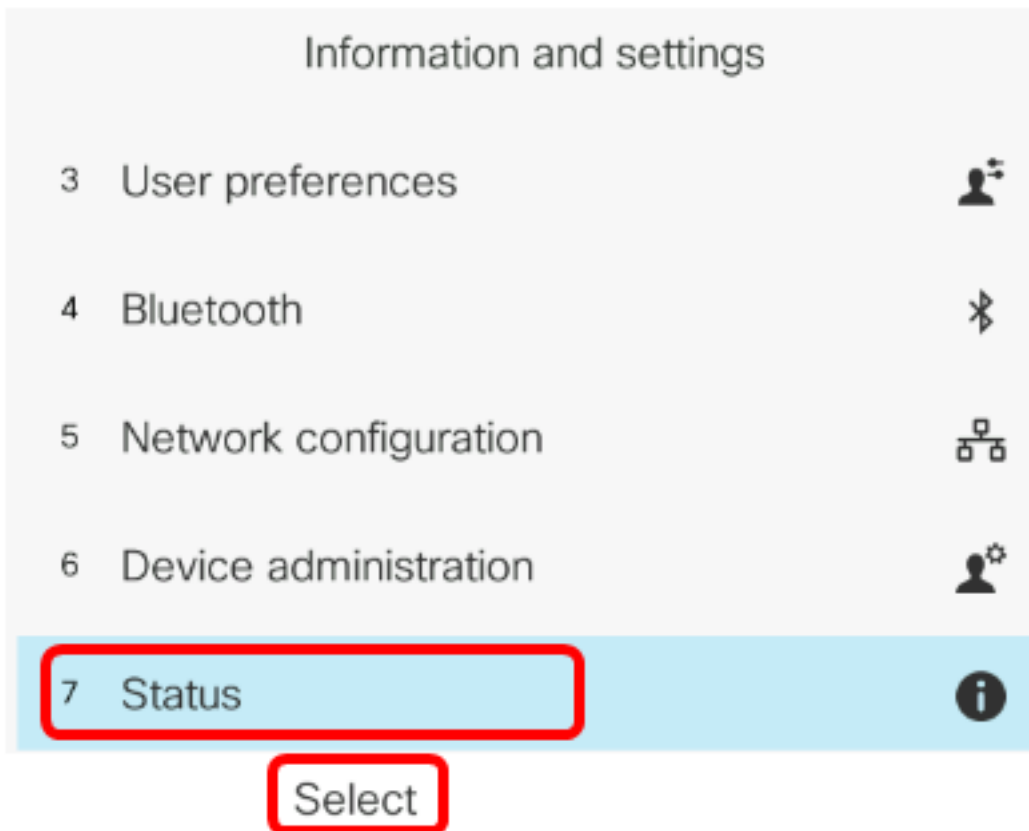 Information and settings
3 User preferences
4 Bluetooth
5 Network configuration
6 Device administration
7 Status
Select